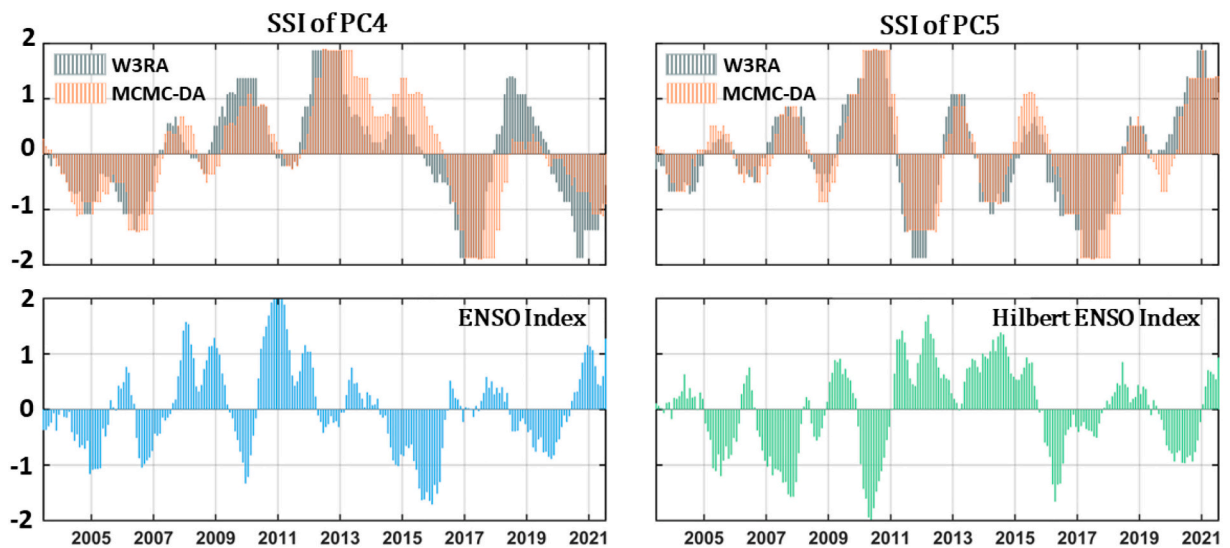 SSI of PC4
SSI of PC5
2
1
0
-1
-2
W3RA
MCMC-DA
W3RA
MCMC-DA
2
1
0
-1
-2
ENSO Index
Hilbert ENSO Index
2005 2007 2009 2011 2013 2015 2017 2019 2021
2005 2007 2009 2011 2013 2015 2017 2019 2021